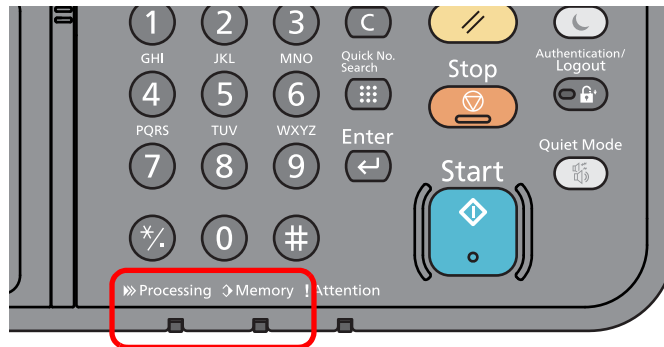 1 2 3 C
GHI JKL MNO Quick No.
Search
Stop
Authentication/
Logout
4 5 6
PQRS TUV WXYZ Enter
Quiet Mode
7 8 9
Start
*/. 0 #
Processing Memory ! Attention